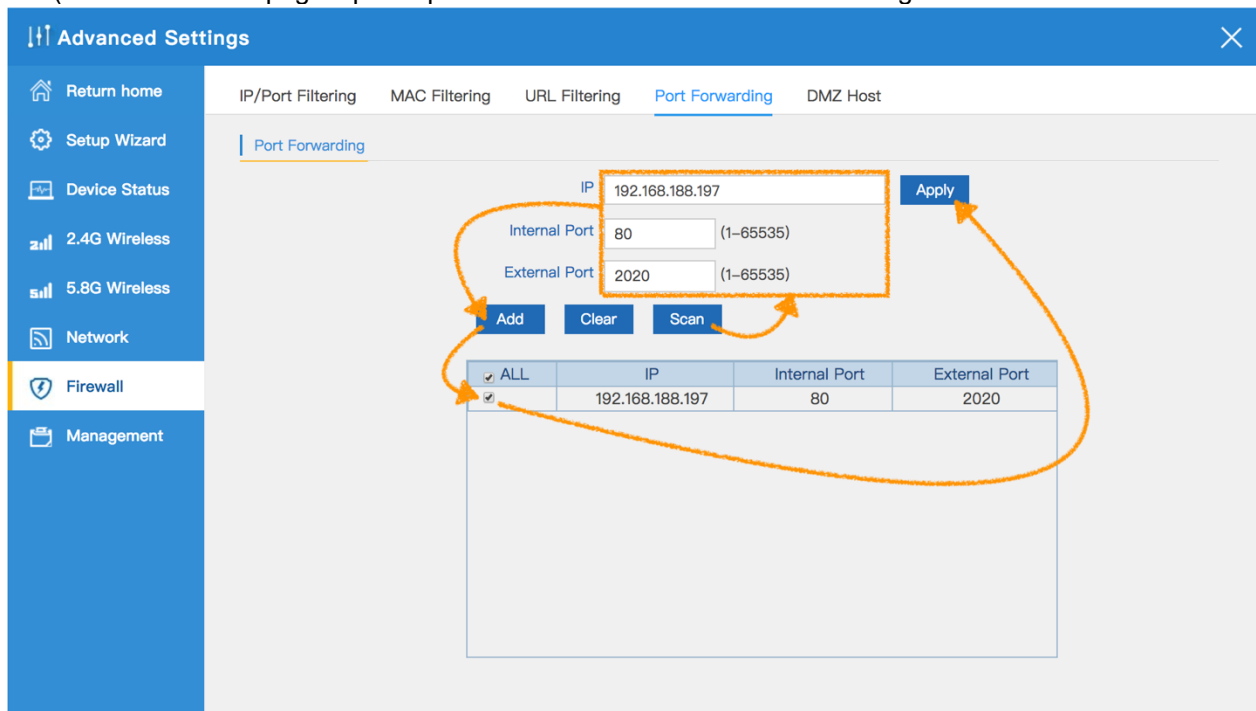 Advanced Settings
Return home
Setup Wizard
Device Status
2.4G Wireless
5.8G Wireless
Network
Firewall
Management
IP/Port Filtering MAC Filtering URL Filtering Port Forwarding DMZ Host
Port Forwarding
IP 192.168.188.197 Apply
Internal Port 80 (1-65535)
External Port 2020 (1-65535)
Add Clear Scan
ALL IP Internal Port External Port
192.168.188.197 80 2020